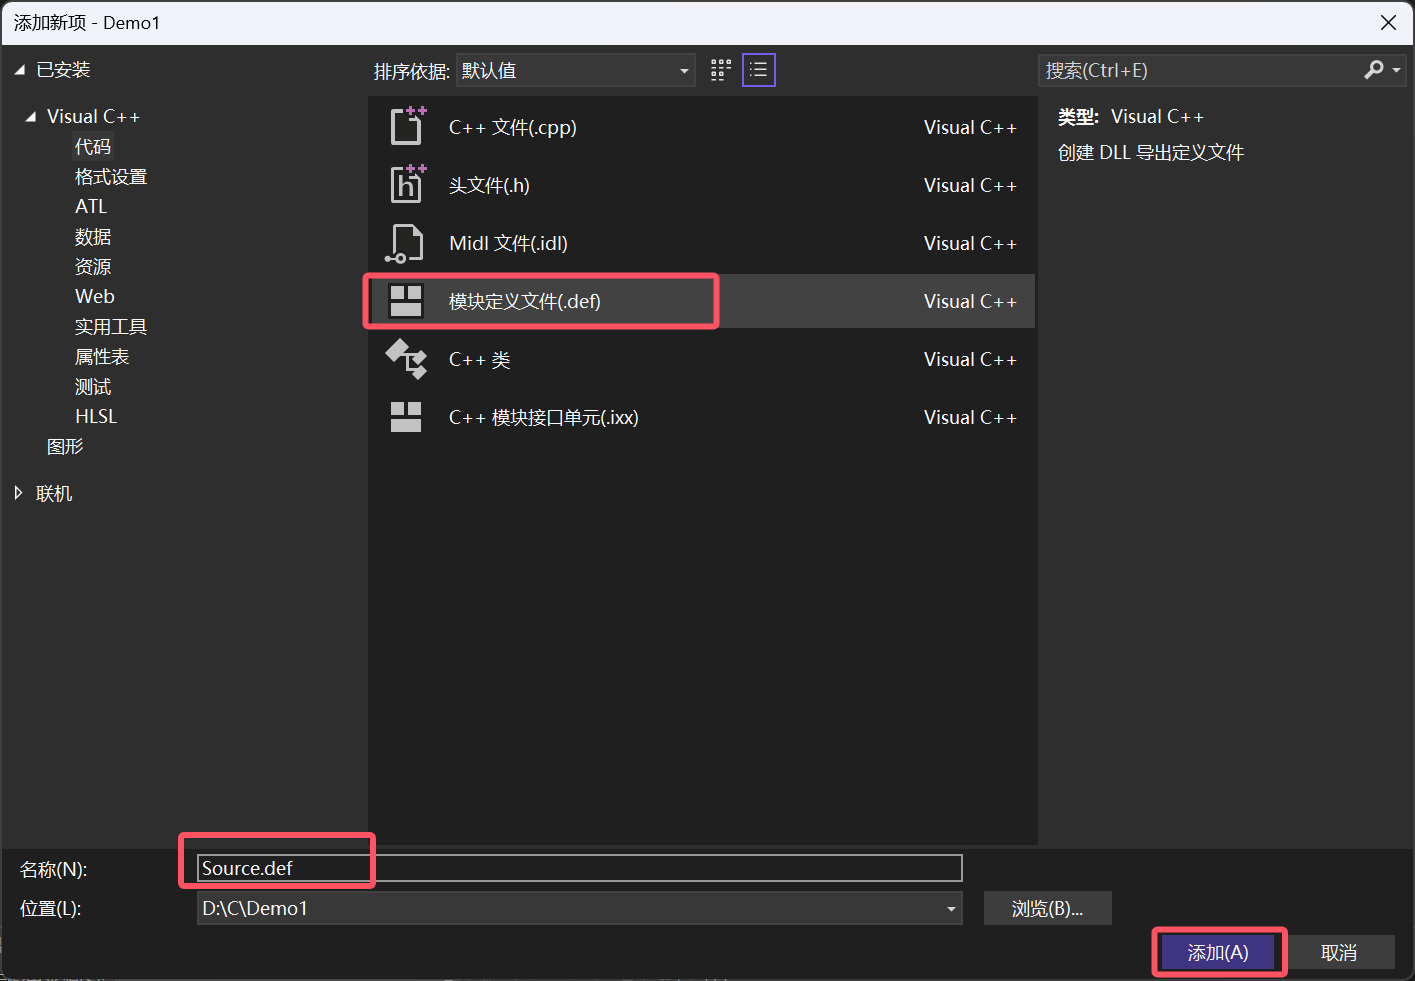 添加新项 - Demo1
已安装
Visual C++
代码
格式设置
ATL
数据
资源
Web
实用工具
属性表
测试
HLSL
图形
联机
排序依据: 默认值
C++ 文件(.cpp) Visual C++
头文件(.h) Visual C++
Midl 文件(.idl) Visual C++
模块定义文件(.def) Visual C++
C++ 类 Visual C++
C++ 模块接口单元(.ixx) Visual C++
搜索(Ctrl+E)
类型: Visual C++
创建 DLL 导出定义文件
名称(N): Source.def
位置(L): D:\C\Demo1
浏览(B)...
添加(A) 取消